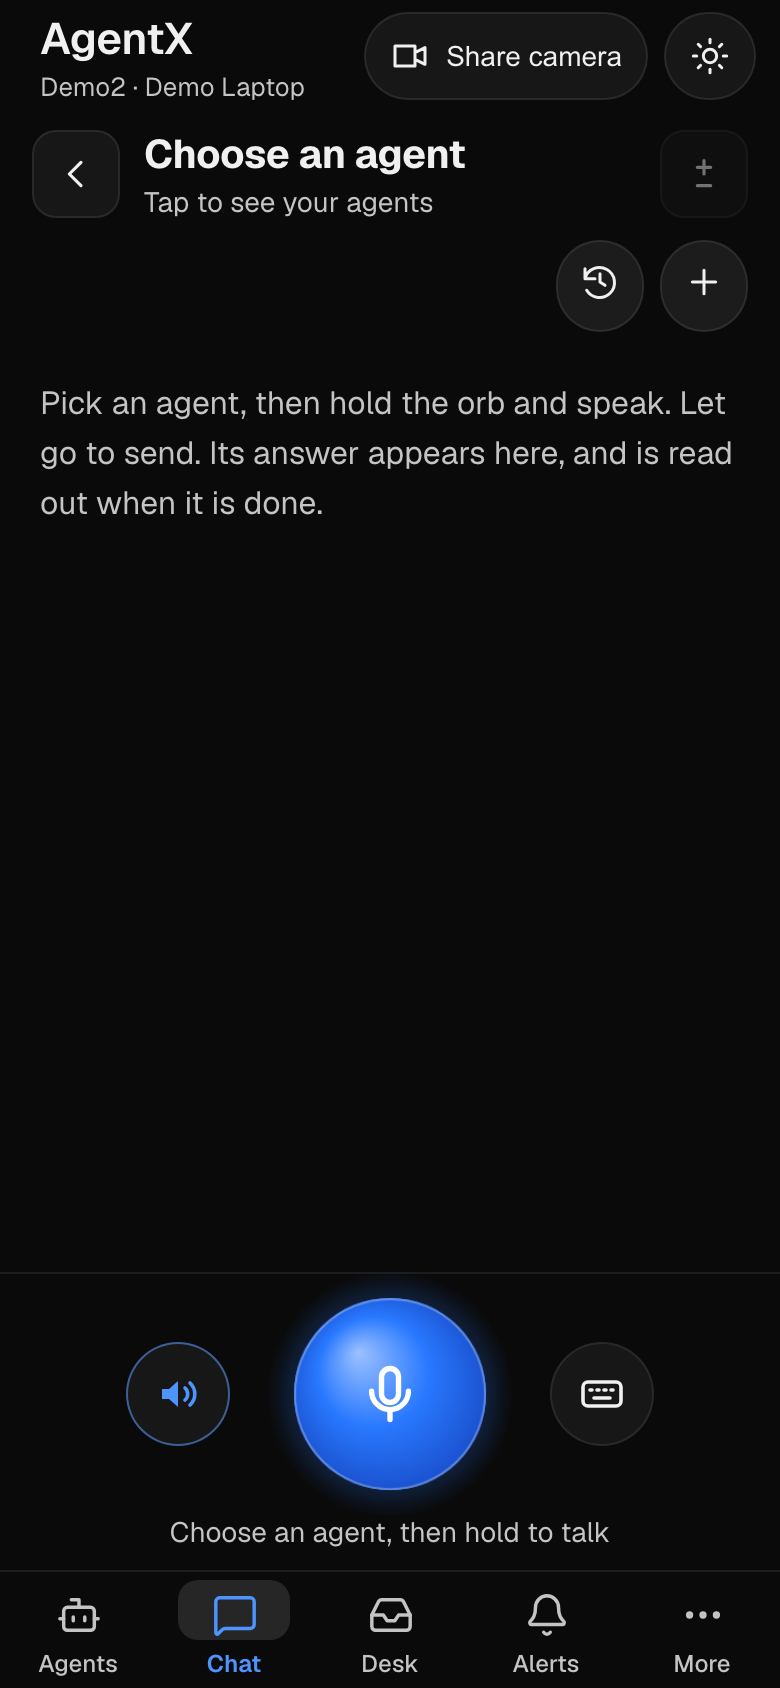 AgentX
Demo2 · Demo Laptop
Share camera
Choose an agent
Tap to see your agents
Pick an agent, then hold the orb and speak. Let
go to send. Its answer appears here, and is read
out when it is done.
Choose an agent, then hold to talk
Agents
Chat
Desk
Alerts
More